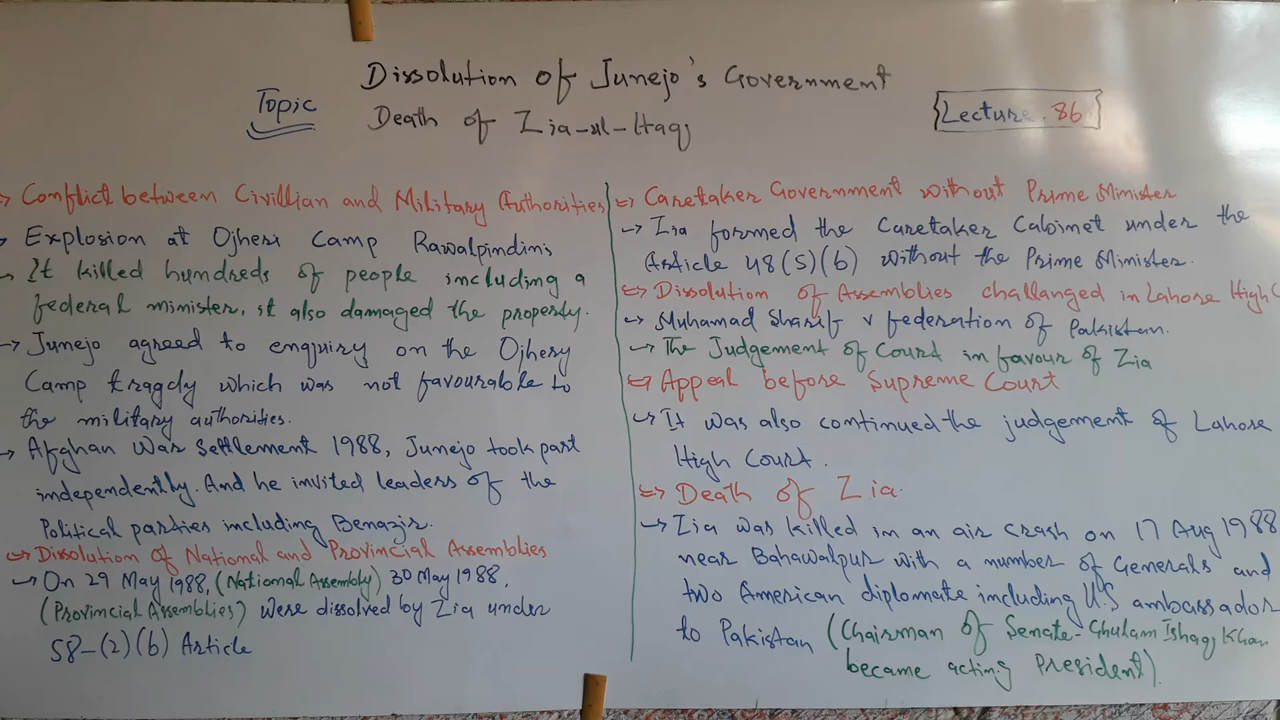 Dissolution of Junejo's Government
Topic
Death of Zia-ul-Haq
Lecture 86
⇒ Conflict between Civillian and Military Authorities
→ Explosion at Ojheri Camp Rawalpindini
→ It killed hundreds of people including a
federal minister, it also damaged the property.
→ Junejo agreed to enquiry on the Ojhery
Camp tragdy which was not favourable to
the military authorities.
→ Afghan War Settlement 1988, Junejo took part
independently. And he invited leaders of the
Political parties including Benazir.
⇒ Dissolution of National and Provincial Assemblies
→ On 29 May 1988, (National Assembly) 30 May 1988,
(Provincial Assemblies) were dissolved by Zia under
58-(2)(b) Article
⇒ Caretaker Government without Prime Minister
→ Zia formed the Caretaker Cabinet under the
Article 48(5)(b) without the Prime Minister.
⇒ Dissolution of Assemblies challanged in Lahore High C
→ Muhamad Sharif v federation of Pakistan.
→ The Judgement of Court in favour of Zia
⇒ Appeal before Supreme Court
→ It was also continued the judgement of Lahore
High Court.
⇒ Death of Zia.
→ Zia was killed in an air crash on 17 Aug 1988
near Bahawalpur with a number of Generals and
two American diplomate including U.S ambassador
to Pakistan (Chairman of Senate-Ghulam Ishaq Khan
became acting President).